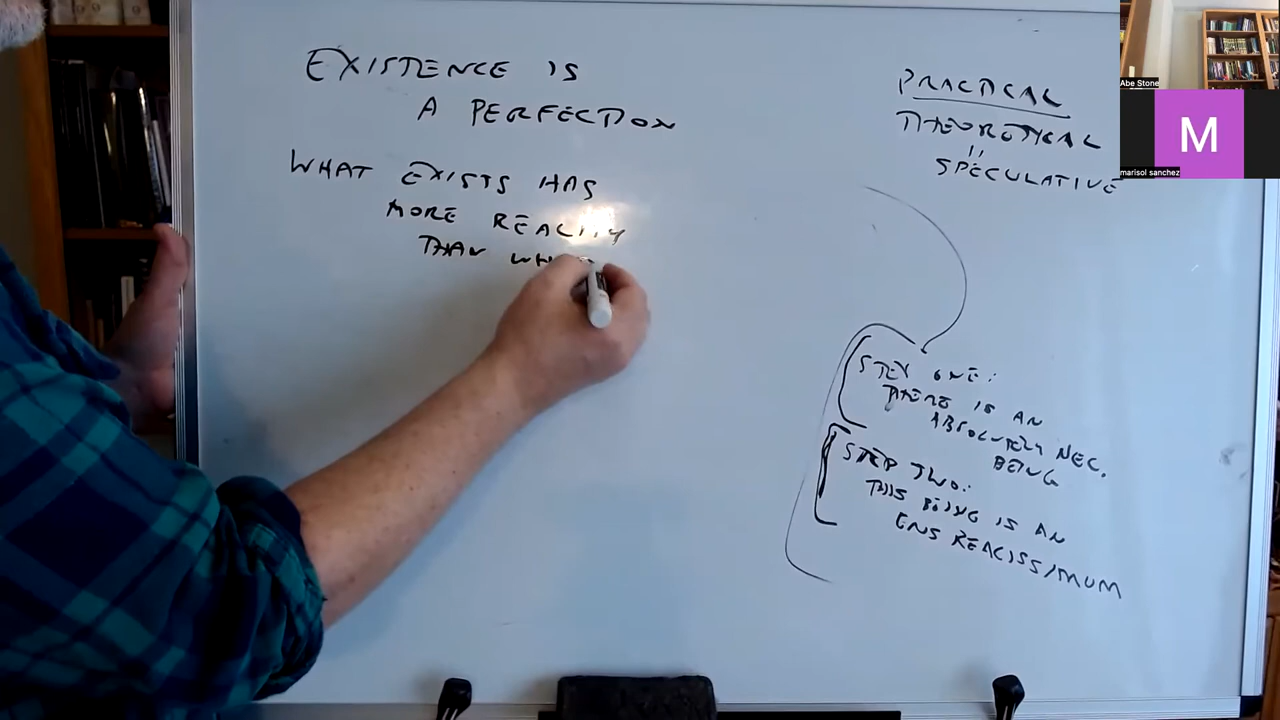 EXISTENCE IS
A PERFECTION
WHAT EXISTS HAS
MORE REALITY
THAN
PRACTICAL
THEORETICAL
"
SPECULATIVE
STEP ONE:
THERE IS AN
ABSOLUTELY NEC.
BEING
STEP TWO:
THIS BEING IS AN
ENS REALISSIMUM
Abe Stone
M
marisol sanchez